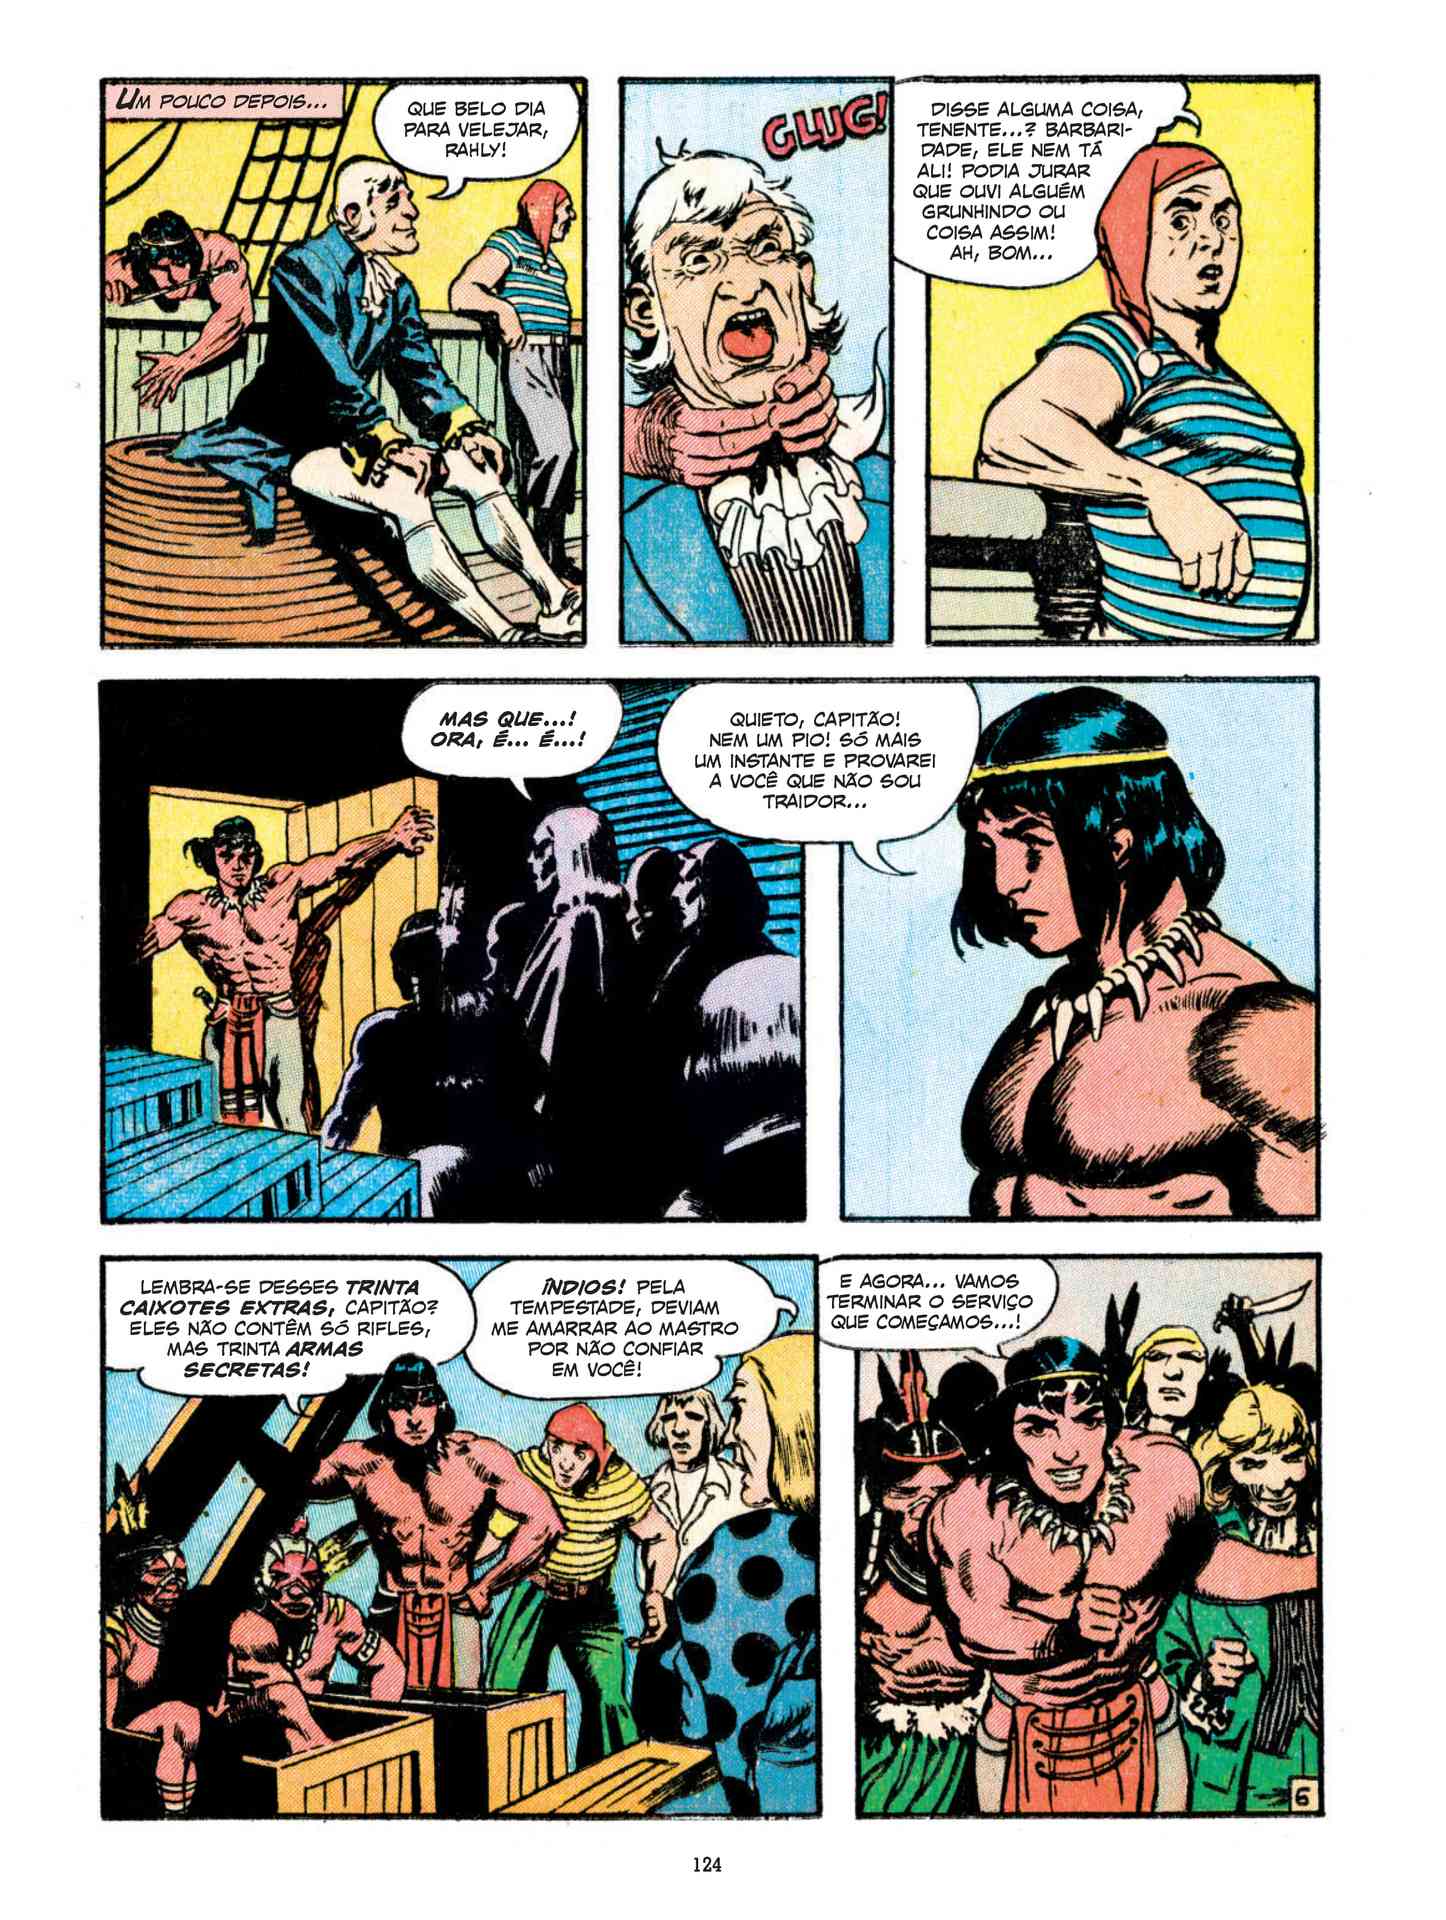 UM POUCO DEPOIS...
QUE BELO DIA
PARA VELEJAR,
RAHLY!
GLUG!
DISSE ALGUMA COISA,
TENENTE...? BARBARI-
DADE, ELE NEM TÁ
ALI! PODIA JURAR
QUE OUVI ALGUÉM
GRUNHINDO OU
COISA ASSIM!
AH, BOM...
MAS QUE...!
ORA, É... É...!
QUIETO, CAPITÃO!
NEM UM PIO! SÓ MAIS
UM INSTANTE E PROVAREI
A VOCÊ QUE NÃO SOU
TRAIDOR...
LEMBRA-SE DESSES TRINTA
CAIXOTES EXTRAS, CAPITÃO?
ELES NÃO CONTÊM SÓ RIFLES,
MAS TRINTA ARMAS
SECRETAS!
ÍNDIOS! PELA
TEMPESTADE, DEVIAM
ME AMARRAR AO MASTRO
POR NÃO CONFIAR
EM VOCÊ!
E AGORA... VAMOS
TERMINAR O SERVIÇO
QUE COMEÇAMOS...!
6
124